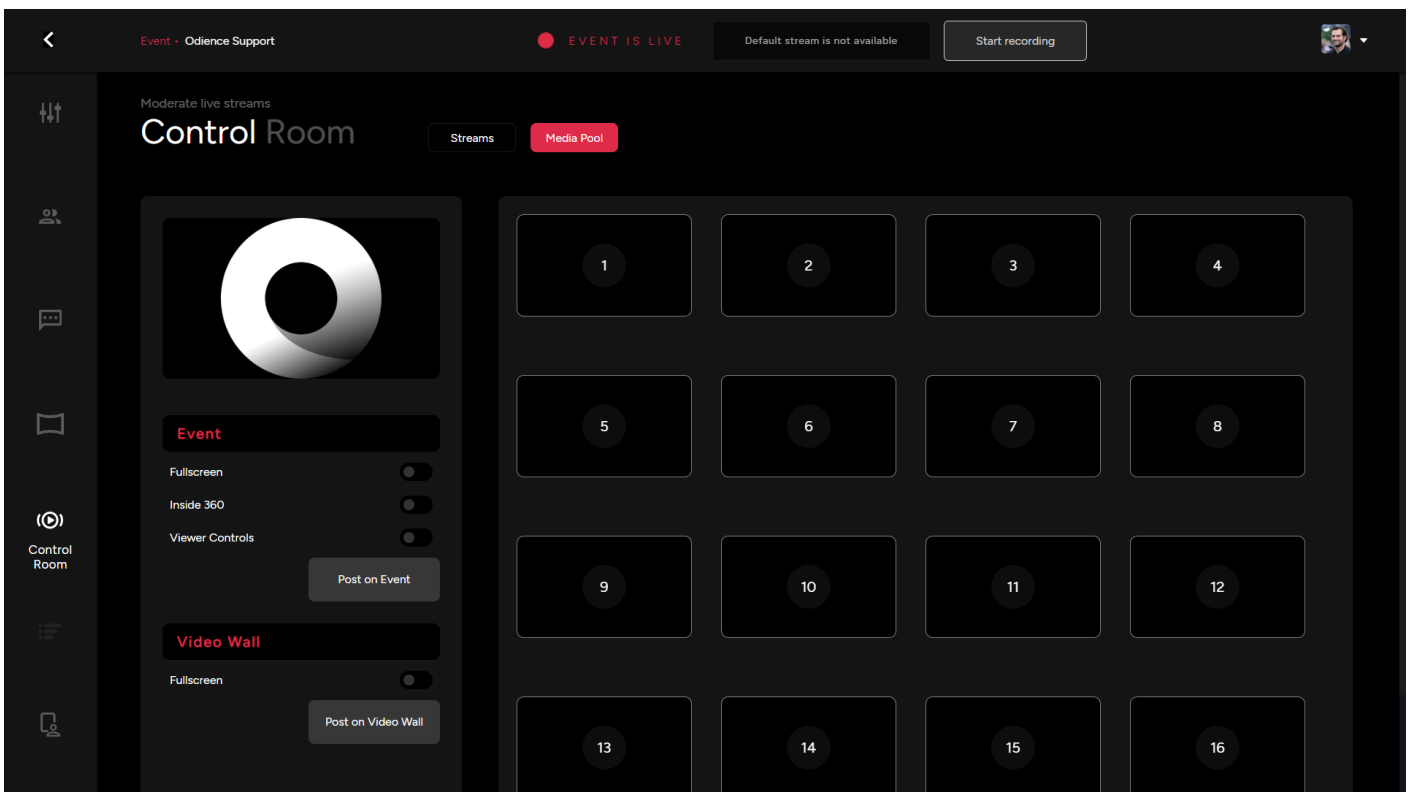 Event • Odience Support
EVENT IS LIVE
Default stream is not available
Start recording
Moderate live streams
Control Room
Streams
Media Pool
Control
Room
Event
Fullscreen
Inside 360
Viewer Controls
Post on Event
Video Wall
Fullscreen
Post on Video Wall
1
2
3
4
5
6
7
8
9
10
11
12
13
14
15
16